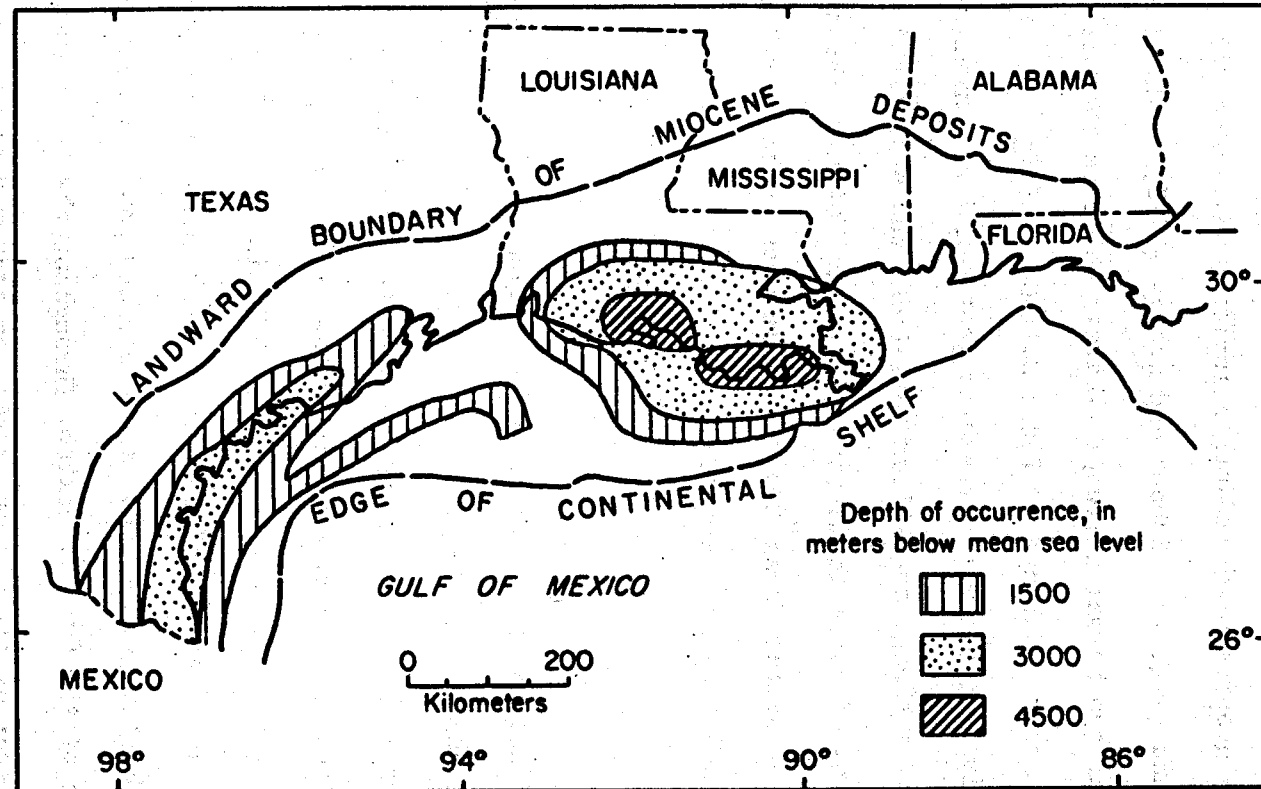 LOUISIANA
ALABAMA
MIOCENE
DEPOSITS
OF
MISSISSIPPI
TEXAS
BOUNDARY
FLORIDA
LANDWARD
30°
SHELF
EDGE OF CONTINENTAL
Depth of occurrence, in
meters below mean sea level
GULF OF MEXICO
1500
26°
0 200
3000
MEXICO
Kilometers
4500
98° 94° 90° 86°